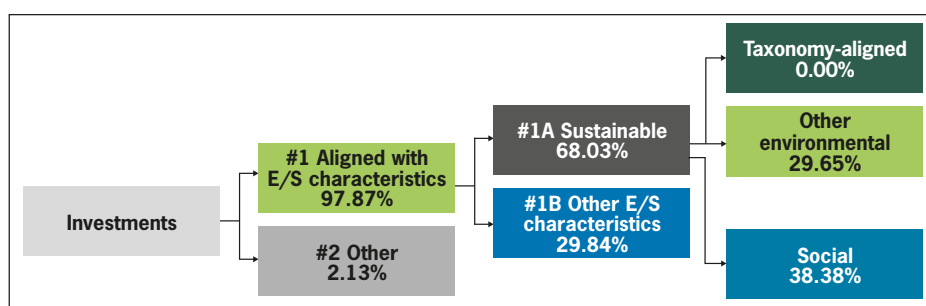 Investments
#1 Aligned with
E/S characteristics
97.87%
#2 Other
2.13%
#1A Sustainable
68.03%
#1B Other E/S
characteristics
29.84%
Taxonomy-aligned
0.00%
Other
environmental
29.65%
Social
38.38%